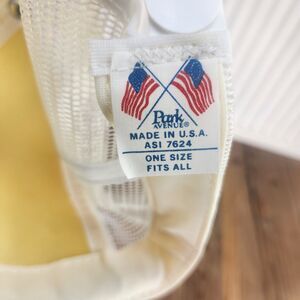 Park
AVENUE®
MADE IN U.S.A.
ASI 7624
ONE SIZE
FITS ALL